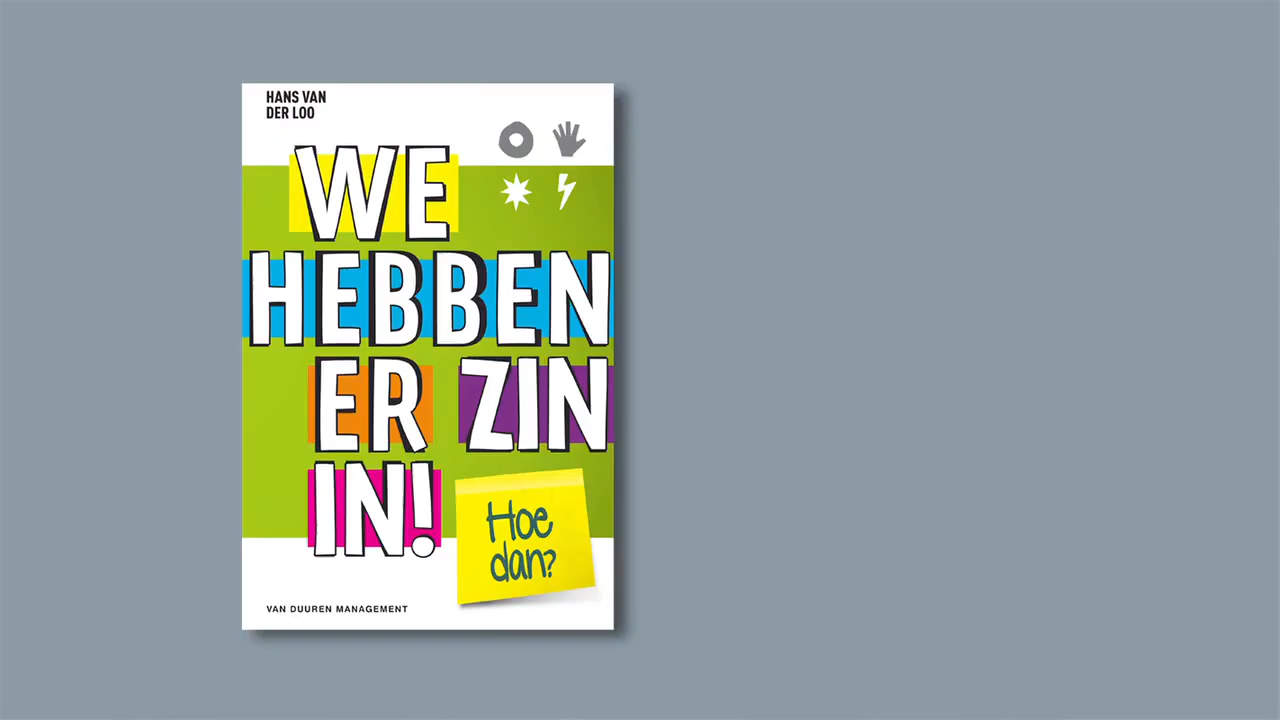 HANS VAN
DER LOO
WE
HEBBEN
ER ZIN
IN!
Hoe
dan?
VAN DUUREN MANAGEMENT